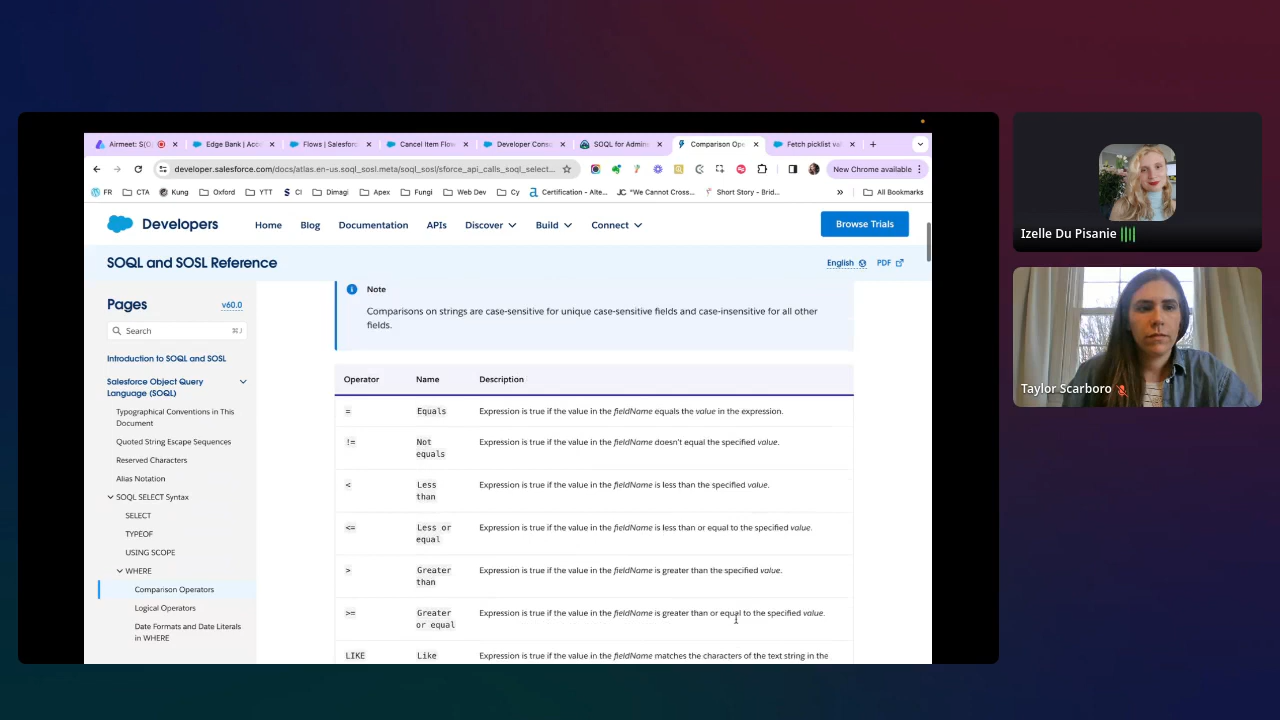 Airmeet: S(O
Edge Bank | Acc
Flows | Salesfor
Cancel Item Flow
Developer Cons
SOQL for Admin
Comparison Ope
Fetch picklist va
developer.salesforce.com/docs/atlas.en-us.soql_sosl.meta/soql_sosl/sforce_api_calls_soql_select...
New Chrome available
FR
CTA
Kung
Oxford
YTT
CI
Dimagi
Apex
Fungi
Web Dev
Cy
Certification - Alte...
"We Cannot Cross...
Short Story - Brid...
»
All Bookmarks
Developers
Home
Blog
Documentation
APIs
Discover
Build
Connect
Browse Trials
SOQL and SOSL Reference
English
PDF
Pages
v60.0
Search
⌘J
Introduction to SOQL and SOSL
Salesforce Object Query
Language (SOQL)
Typographical Conventions in This
Document
Quoted String Escape Sequences
Reserved Characters
Alias Notation
SOQL SELECT Syntax
SELECT
TYPEOF
USING SCOPE
WHERE
Comparison Operators
Logical Operators
Date Formats and Date Literals
in WHERE
Note
Comparisons on strings are case-sensitive for unique case-sensitive fields and case-insensitive for all other
fields.
Operator Name Description
= Equals Expression is true if the value in the fieldName equals the value in the expression.
!= Not Expression is true if the value in the fieldName doesn't equal the specified value.
equals
< Less Expression is true if the value in the fieldName is less than the specified value.
than
<= Less or Expression is true if the value in the fieldName is less than or equal to the specified value.
equal
> Greater Expression is true if the value in the fieldName is greater than the specified value.
than
>= Greater Expression is true if the value in the fieldName is greater than or equal to the specified value.
or equal
LIKE Like Expression is true if the value in the fieldName matches the characters of the text string in the
Izelle Du Pisanie
Taylor Scarboro